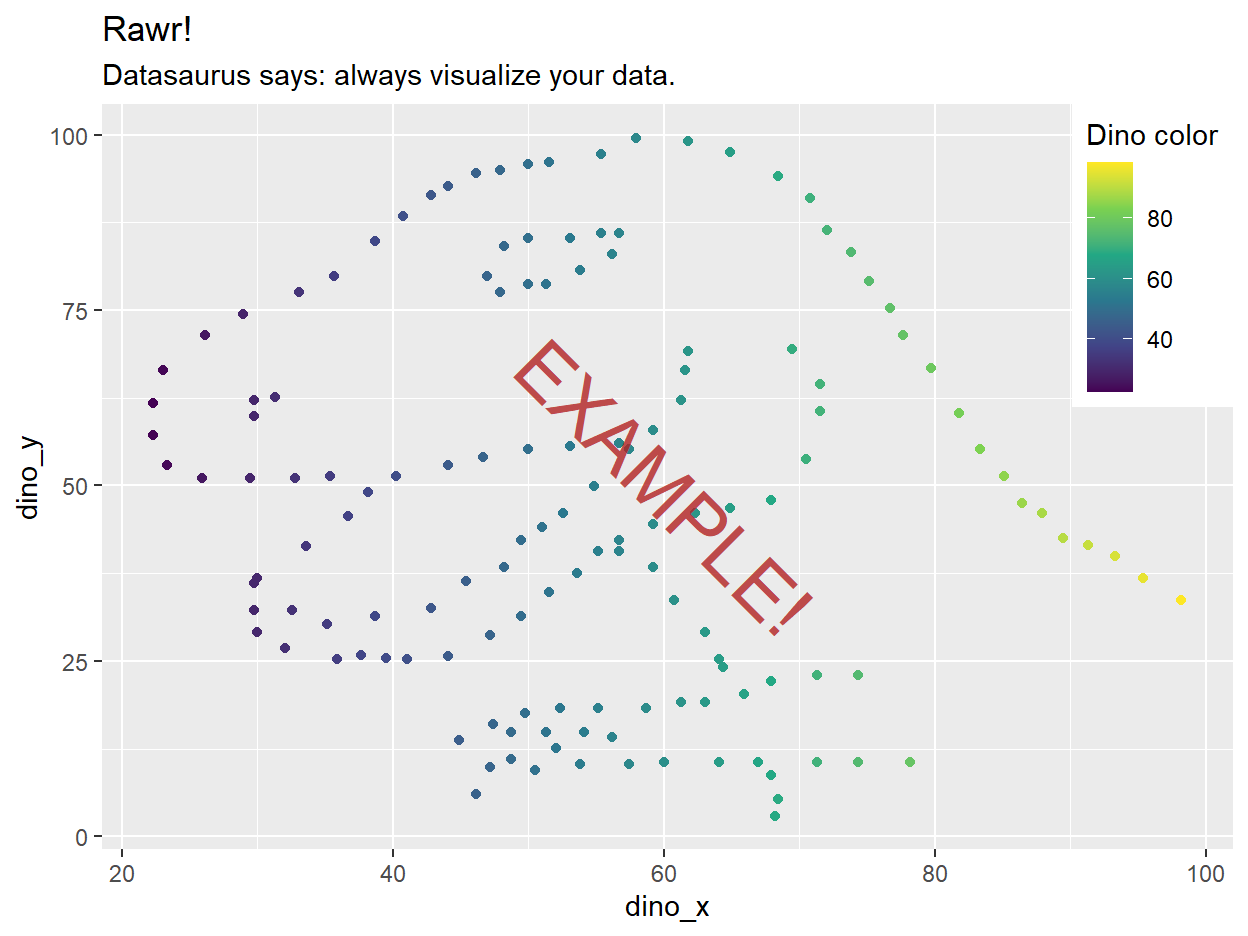 Rawr!
Datasaurus says: always visualize your data.
Dino color
80
60
40
EXAMPLE!
100
75
50
25
0
dino_y
20 40 60 80 100
dino_x